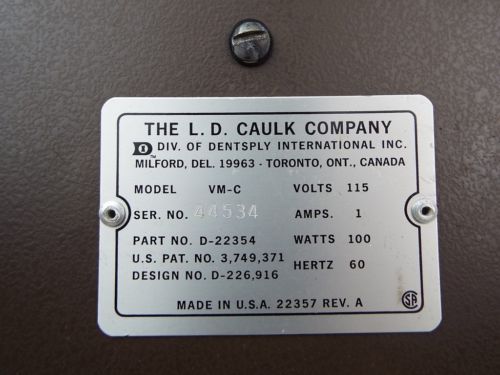 THE L. D. CAULK COMPANY
D DIV. OF DENTSPLY INTERNATIONAL INC.
MILFORD, DEL. 19963 - TORONTO, ONT., CANADA
MODEL VM-C VOLTS 115
SER. NO. 44534 AMPS. 1
PART NO. D-22354 WATTS 100
U.S. PAT. NO. 3,749,371 HERTZ 60
DESIGN NO. D-226,916
MADE IN U.S.A. 22357 REV. A SA